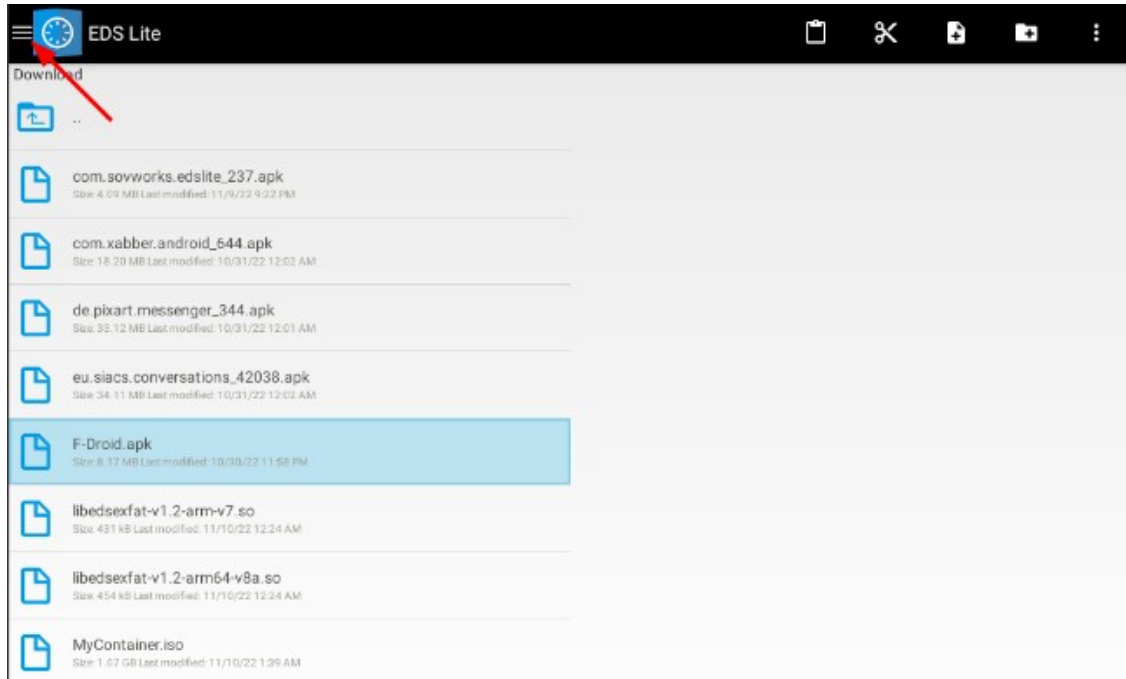 EDS Lite
Download
..
com.sovworks.edslite_237.apk
Size: 4.09 MB Last modified: 11/9/22 9:22 PM
com.xabber.android_644.apk
Size: 18.20 MB Last modified: 10/31/22 12:02 AM
de.pixart.messenger_344.apk
Size: 33.12 MB Last modified: 10/31/22 12:01 AM
eu.siacs.conversations_42038.apk
Size: 34.11 MB Last modified: 10/31/22 12:02 AM
F-Droid.apk
Size: 8.17 MB Last modified: 10/30/22 11:58 PM
libedsexfat-v1.2-arm-v7.so
Size: 431 kB Last modified: 11/10/22 12:24 AM
libedsexfat-v1.2-arm64-v8a.so
Size: 454 kB Last modified: 11/10/22 12:24 AM
MyContainer.iso
Size: 1.07 GB Last modified: 11/10/22 1:39 AM